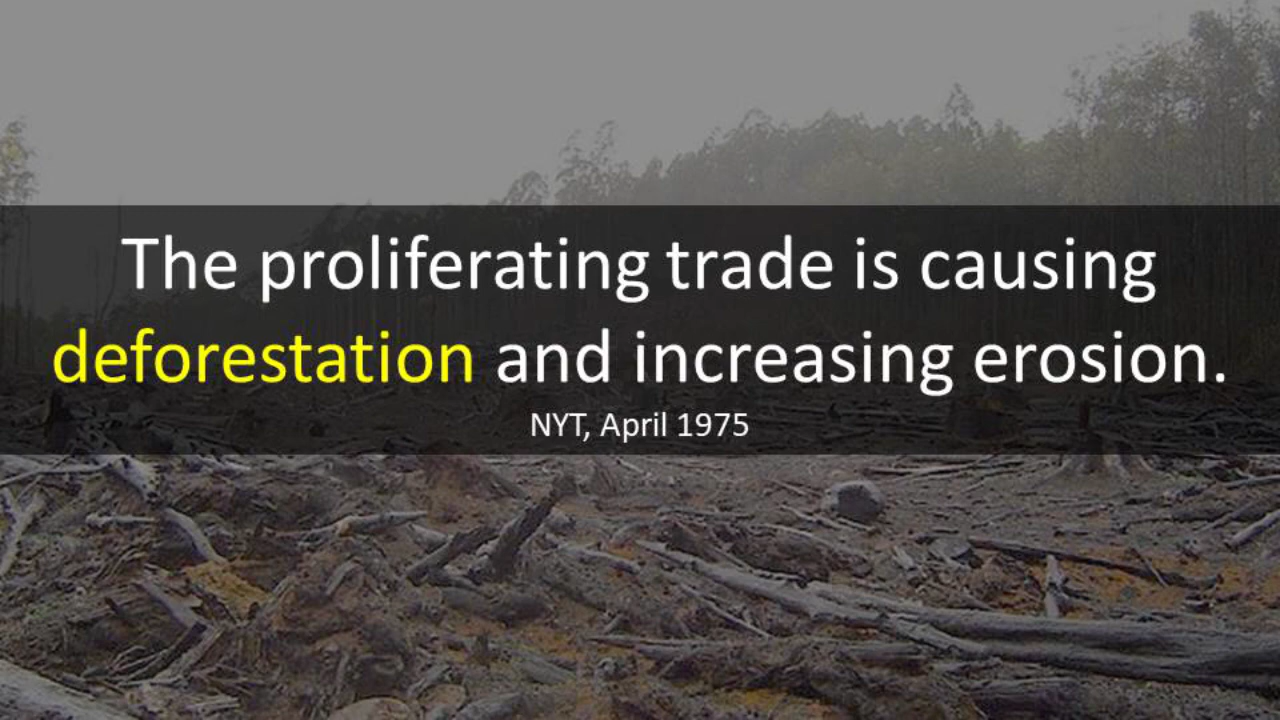 The proliferating trade is causing
deforestation and increasing erosion.
NYT, April 1975